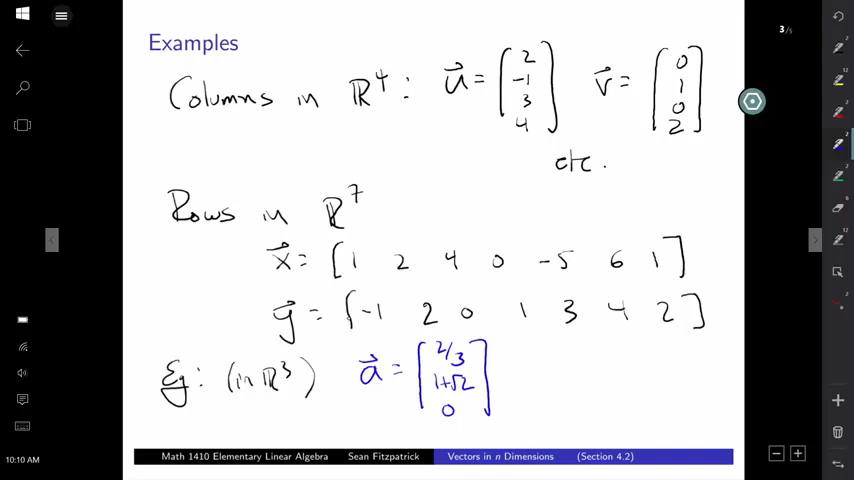 3/5
Examples
Columns in ℝ⁴: u⃗ = [2 -1 3 4] v⃗ = [0 1 0 2]
etc.
Rows in ℝ⁷
x⃗ = [1 2 4 0 -5 6 1]
y⃗ = [-1 2 0 1 3 4 2]
Eg: (in ℝ³) a⃗ = [2/3 1+√2 0]
Math 1410 Elementary Linear Algebra Sean Fitzpatrick Vectors in n Dimensions (Section 4.2)
10:10 AM